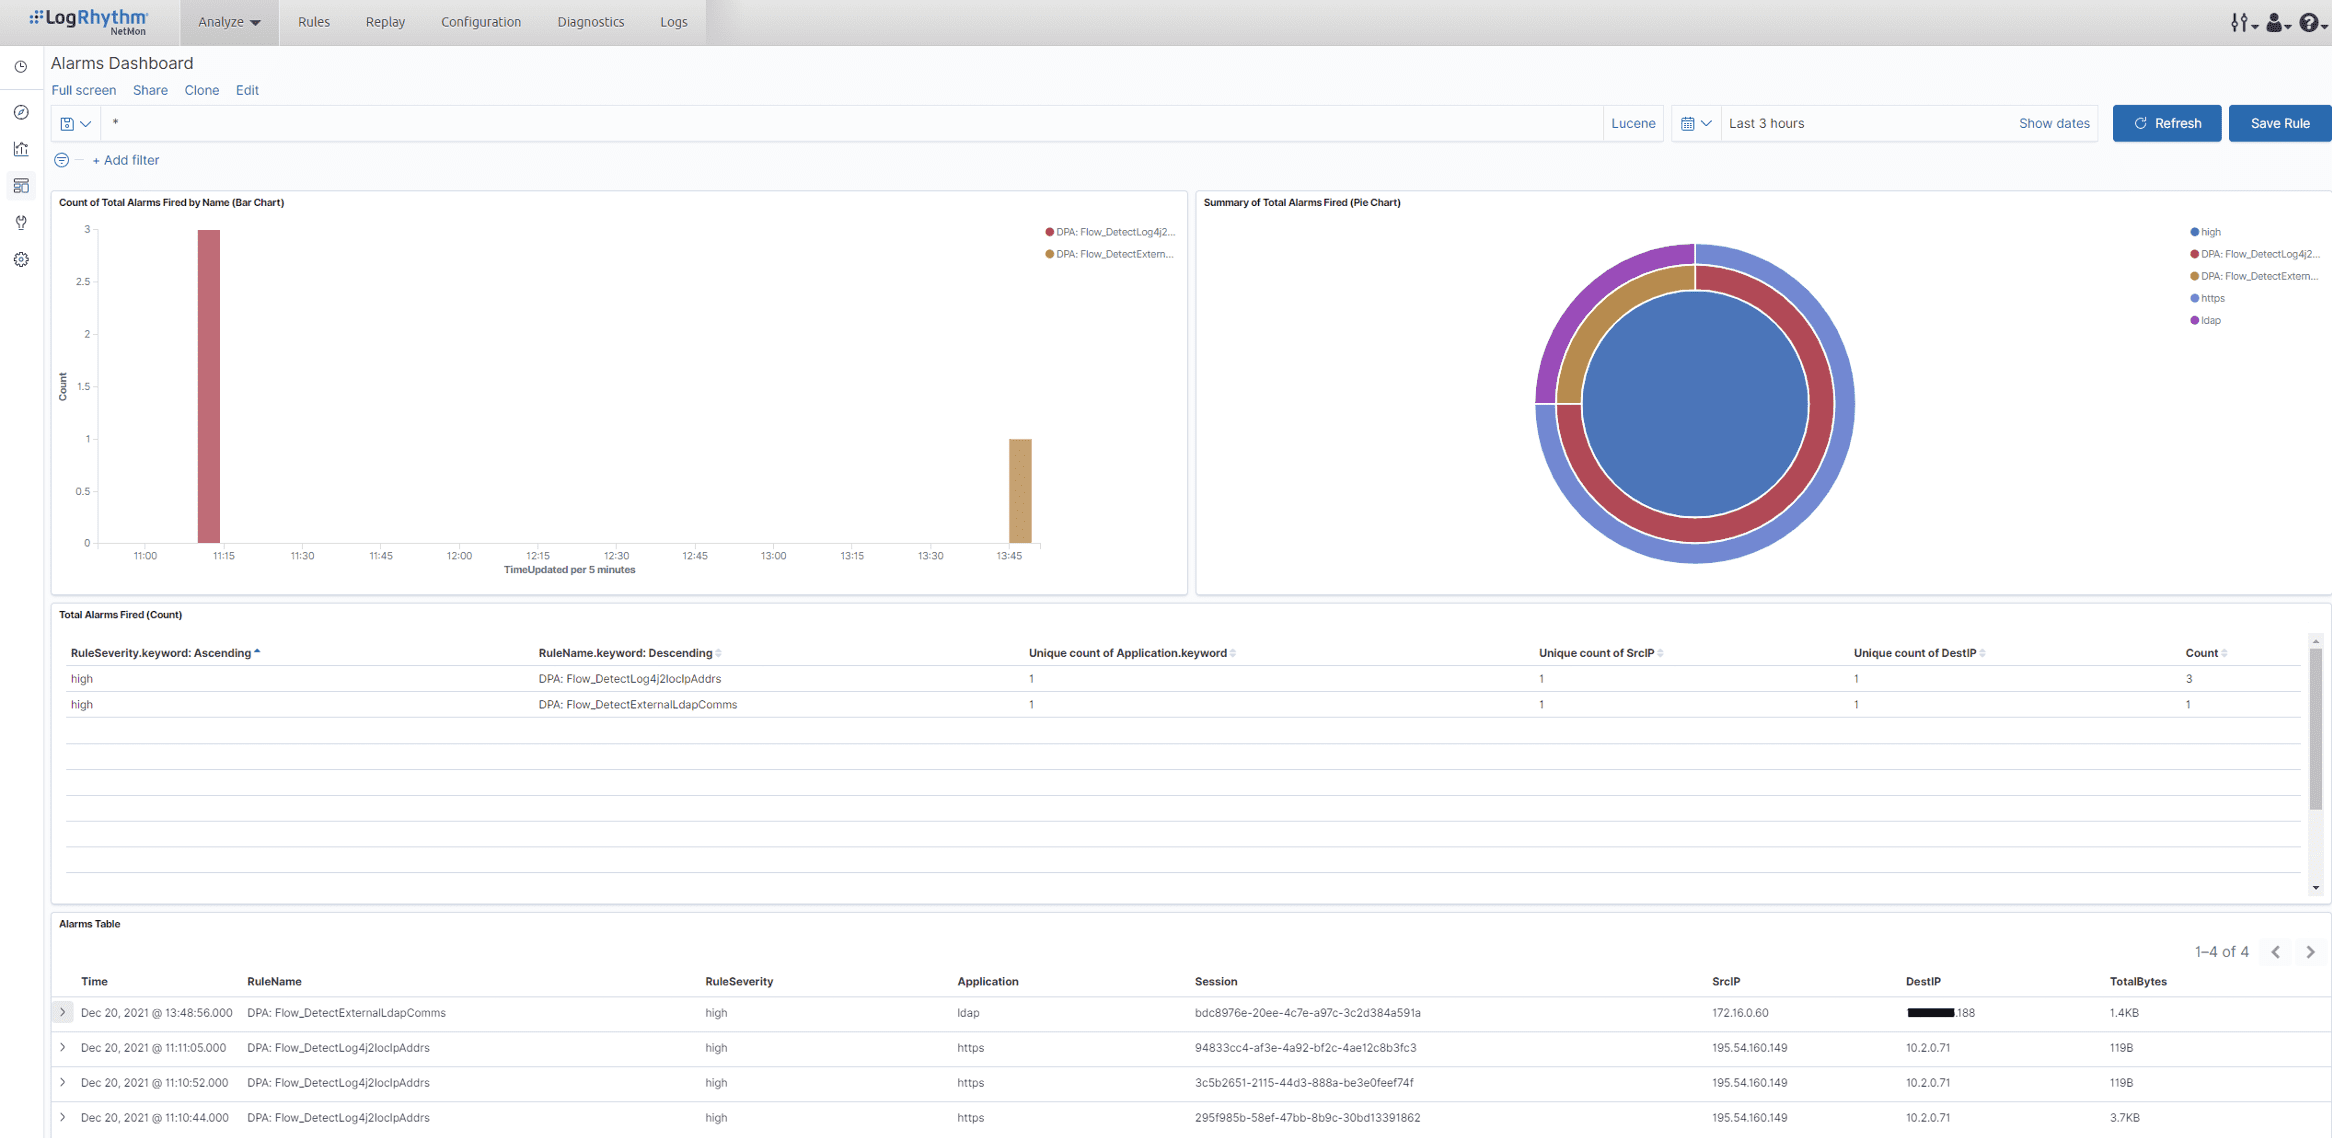 LogRhythm NetMon
Analyze Rules Replay Configuration Diagnostics Logs
Alarms Dashboard
Full screen Share Clone Edit
* Lucene Last 3 hours Show dates Refresh Save Rule
+ Add filter
Count of Total Alarms Fired by Name (Bar Chart)
DPA: Flow_DetectLog4j2...
DPA: Flow_DetectExtern...
3
2.5
2
1.5
1
0.5
0
Count
11:00 11:15 11:30 11:45 12:00 12:15 12:30 12:45 13:00 13:15 13:30 13:45
TimeUpdated per 5 minutes
Summary of Total Alarms Fired (Pie Chart)
high
DPA: Flow_DetectLog4j2...
DPA: Flow_DetectExtern...
https
ldap
Total Alarms Fired (Count)
RuleSeverity.keyword: Ascending RuleName.keyword: Descending Unique count of Application.keyword Unique count of SrcIP Unique count of DestIP Count
high DPA: Flow_DetectLog4j2IocIpAddrs 1 1 1 3
high DPA: Flow_DetectExternalLdapComms 1 1 1 1
Alarms Table
1–4 of 4
Time RuleName RuleSeverity Application Session SrcIP DestIP TotalBytes
Dec 20, 2021 @ 13:48:56.000 DPA: Flow_DetectExternalLdapComms high ldap bdc8976e-20ee-4c7e-a97c-3c2d384a591a 172.16.0.60 .188 1.4KB
Dec 20, 2021 @ 11:11:05.000 DPA: Flow_DetectLog4j2IocIpAddrs high https 94833cc4-af3e-4a92-bf2c-4ae12c8b3fc3 195.54.160.149 10.2.0.71 119B
Dec 20, 2021 @ 11:10:52.000 DPA: Flow_DetectLog4j2IocIpAddrs high https 3c5b2651-2115-44d3-888a-be3e0feef74f 195.54.160.149 10.2.0.71 119B
Dec 20, 2021 @ 11:10:44.000 DPA: Flow_DetectLog4j2IocIpAddrs high https 295f985b-58ef-47bb-8b9c-30bd13391862 195.54.160.149 10.2.0.71 3.7KB